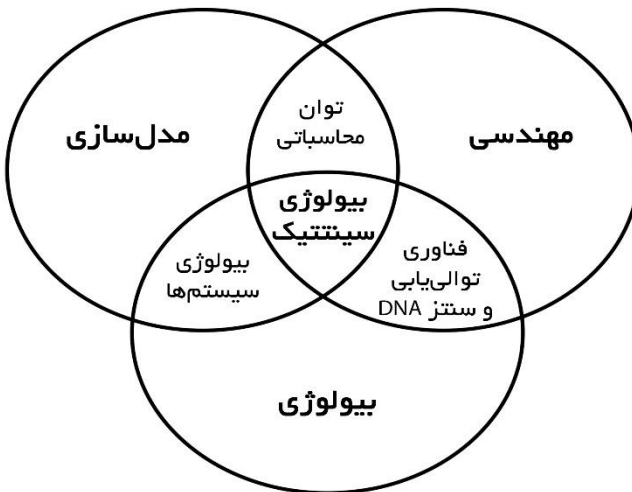 توان
محاسباتی
مهندسی
مدل‌سازی
بیولوژی
سینتتیک
فناوری
توالی‌یابی
و سنتز DNA
بیولوژی
سیستم‌ها
بیولوژی